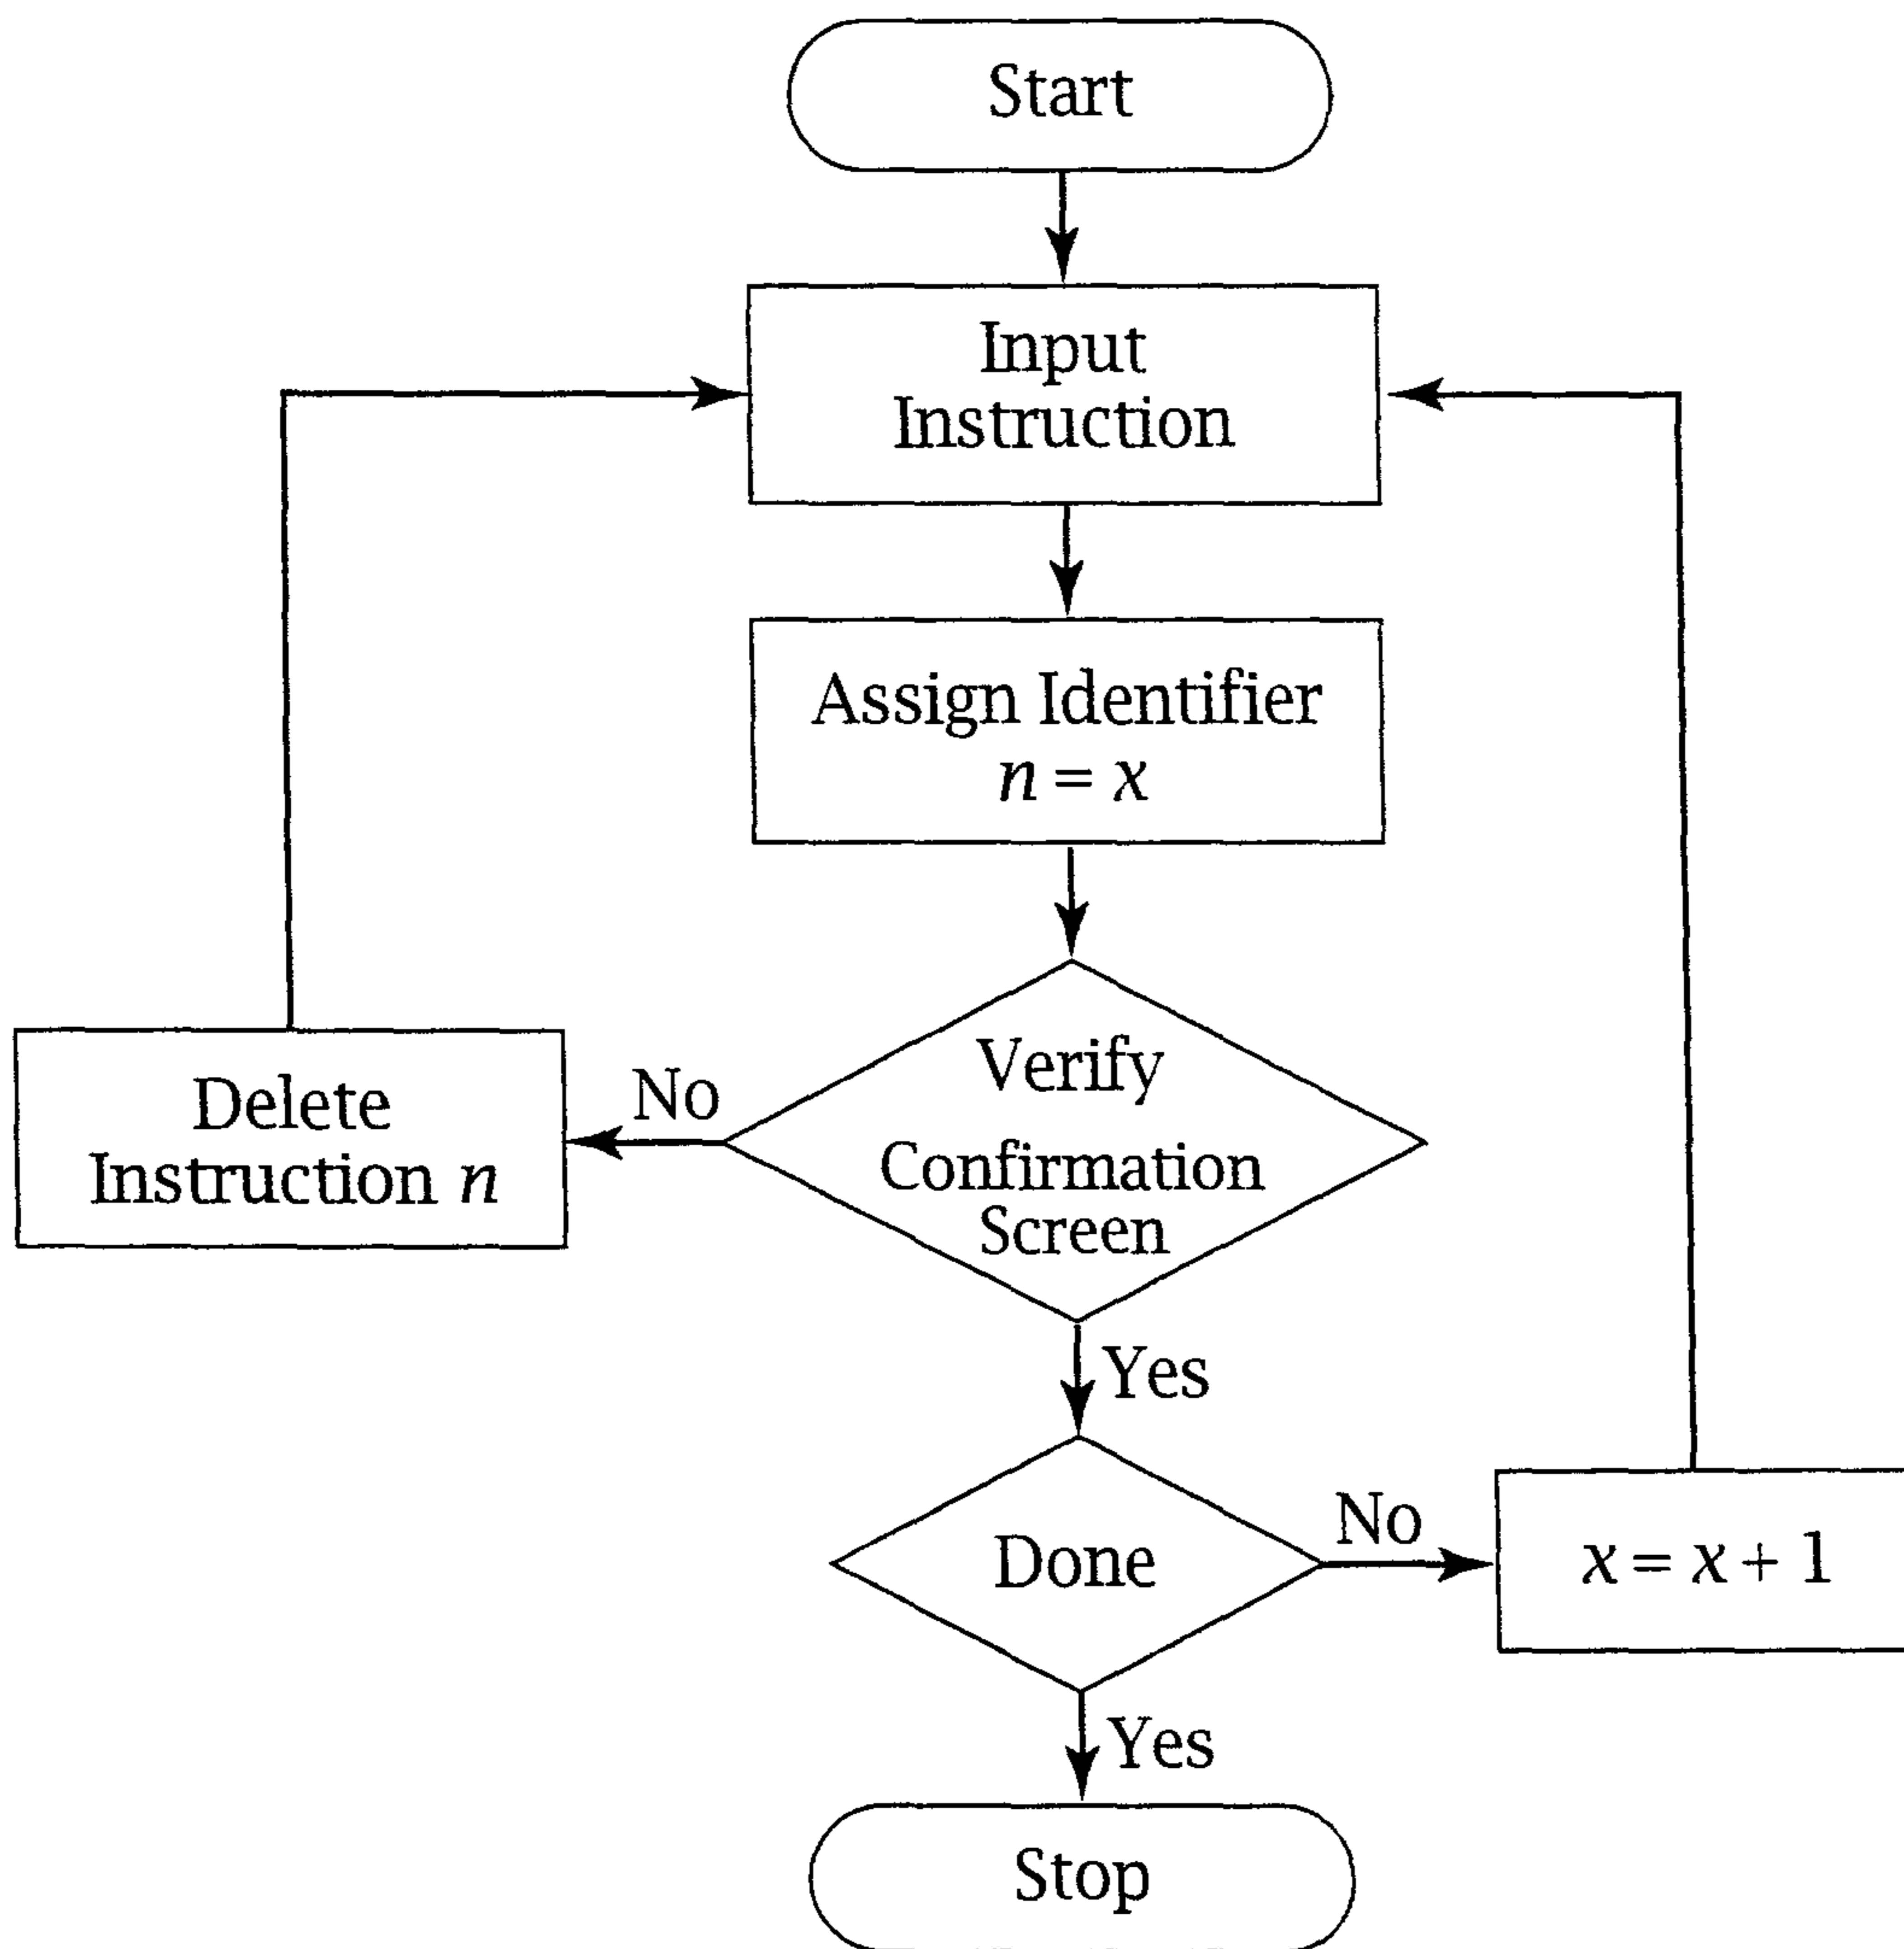 Start
Input
Instruction
Assign Identifier
n = x
Verify
Confirmation
Screen
No
Delete
Instruction n
Yes
Done
No
x = x + 1
Yes
Stop